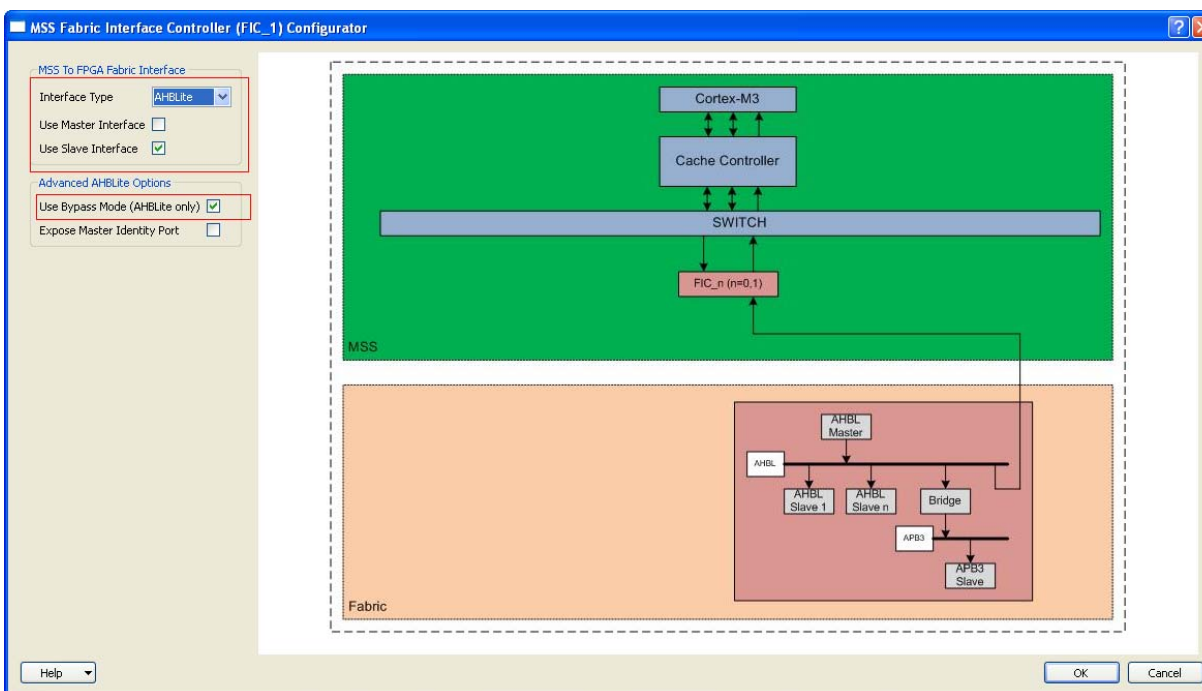 MSS Fabric Interface Controller (FIC_1) Configurator
MSS To FPGA Fabric Interface
Interface Type AHBLite
Use Master Interface
Use Slave Interface
Advanced AHBLite Options
Use Bypass Mode (AHBLite only)
Expose Master Identity Port
Cortex-M3
Cache Controller
SWITCH
FIC_n (n=0,1)
MSS
AHBL
Master
AHBL
AHBL
Slave 1
AHBL
Slave n
Bridge
APB3
APB3
Slave
Fabric
Help
OK
Cancel